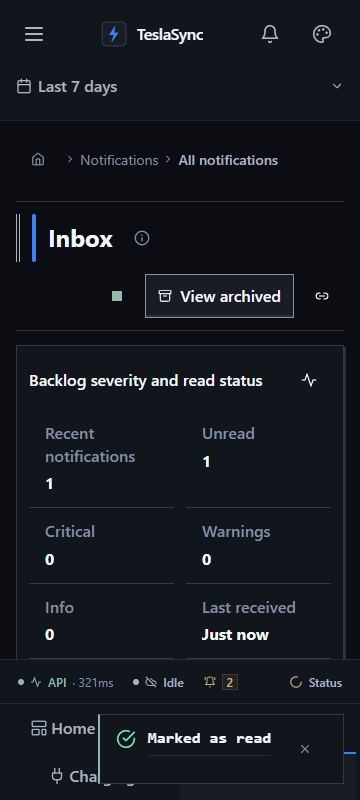 TeslaSync
Last 7 days
Notifications
All notifications
Inbox
View archived
Backlog severity and read status
Recent notifications
1
Unread
1
Critical
0
Warnings
0
Info
0
Last received
Just now
API · 321ms
Idle
2
Status
Home
Marked as read